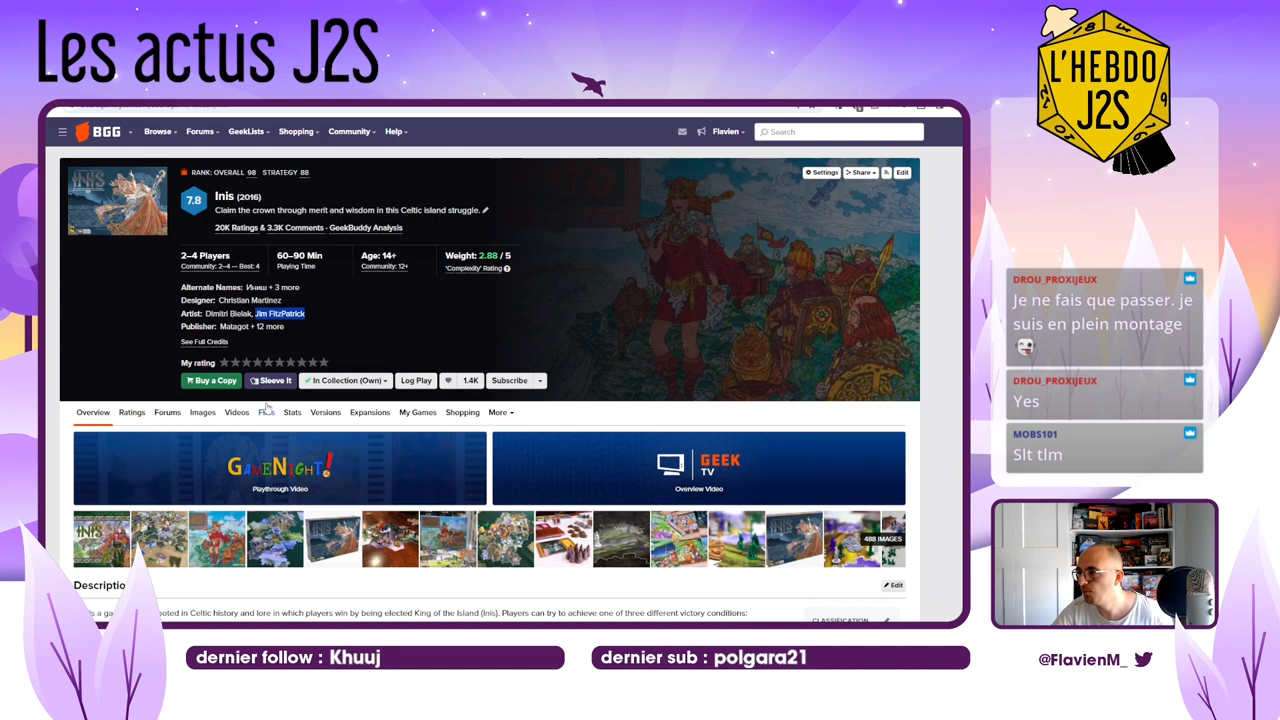 Les actus J2S
L'HEBDO
J2S
BGG
Browse
Forums
GeekLists
Shopping
Community
Help
Flavien
Search
RANK: OVERALL 98 STRATEGY 88
Settings
Share
Edit
7.8
Inis (2016)
Claim the crown through merit and wisdom in this Celtic island struggle.
20K Ratings & 3.3K Comments · GeekBuddy Analysis
2–4 Players
Community: 2–4 — Best: 4
60–90 Min
Playing Time
Age: 14+
Community: 12+
Weight: 2.88 / 5
'Complexity' Rating
Alternate Names: Иниш + 3 more
Designer: Christian Martinez
Artist: Dimitri Bielak, Jim FitzPatrick
Publisher: Matagot + 12 more
See Full Credits
My rating
Buy a Copy
Sleeve It
In Collection (Own)
Log Play
1.4K
Subscribe
Overview
Ratings
Forums
Images
Videos
Files
Stats
Versions
Expansions
My Games
Shopping
More
GAMENIGHT!
Playthrough Video
GEEK
TV
Overview Video
488 IMAGES
Edit
oted in Celtic history and lore in which players win by being elected King of the Island (Inis). Players can try to achieve one of three different victory conditions:
CLASSIFICATION
DROU_PROXIJEUX
Je ne fais que passer. je
suis en plein montage
DROU_PROXIJEUX
Yes
MOBS101
Slt tlm
dernier follow : Khuuj
dernier sub : polgara21
@FlavienM_